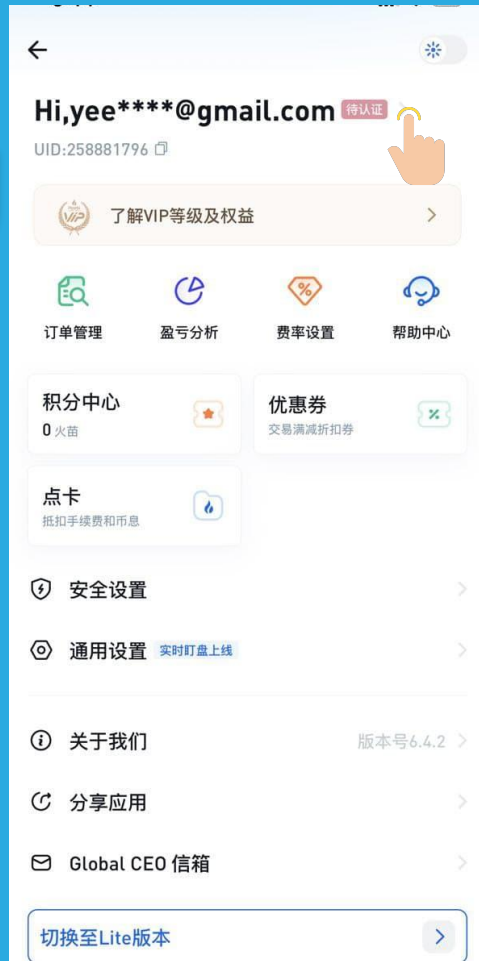 Hi,yee****@gmail.com 待认证
UID:258881796
VIP 了解VIP等级及权益
订单管理 盈亏分析 费率设置 帮助中心
积分中心
0 火苗
优惠券
交易满减折扣券
点卡
抵扣手续费和币息
安全设置
通用设置 实时盯盘上线
关于我们 版本号6.4.2
分享应用
Global CEO 信箱
切换至Lite版本